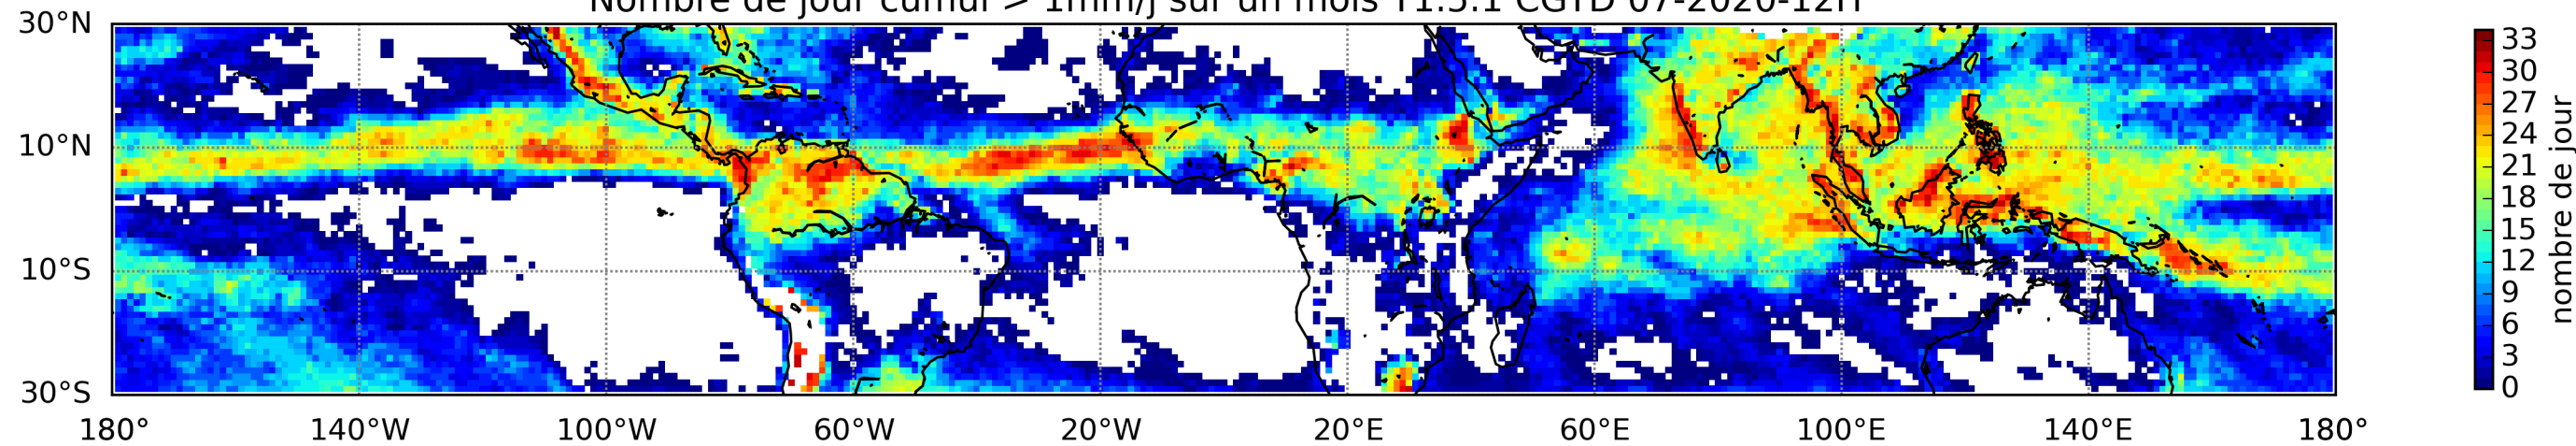 Nombre de jour cumul > 1mm/j sur un mois T1.5.1 CGTD 07-2020-12H
30°N
10°N
10°S
30°S
180° 140°W 100°W 60°W 20°W 20°E 60°E 100°E 140°E 180°
33
30
27
24
21
18
15
12
9
6
3
0
nombre de jour